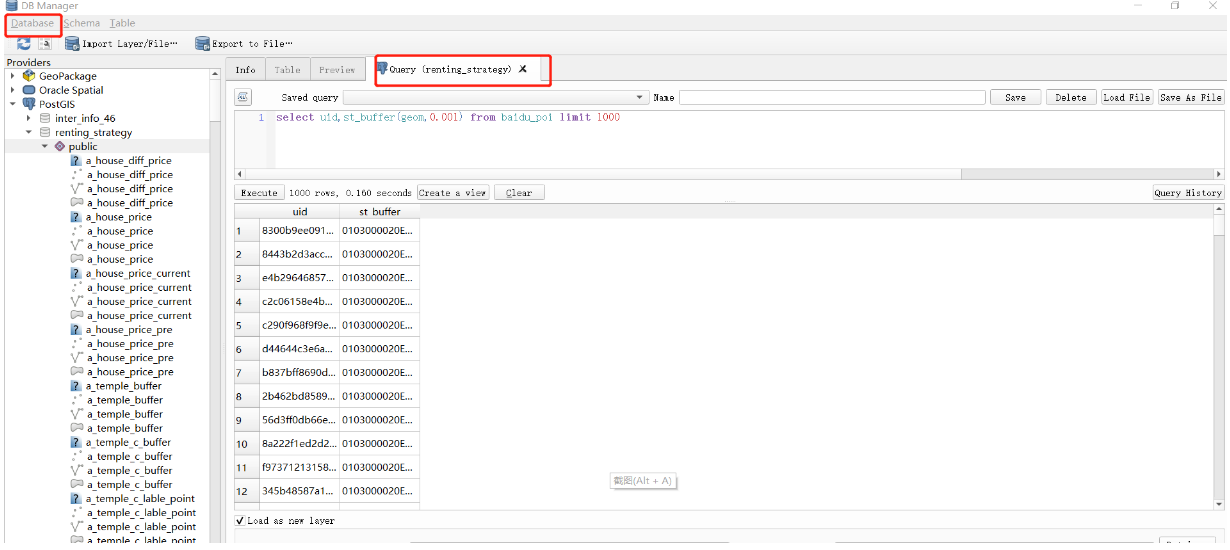 DB Manager
Database Schema Table
Import Layer/File… Export to File…
Providers
GeoPackage
Oracle Spatial
PostGIS
inter_info_46
renting_strategy
public
a_house_diff_price
a_house_diff_price
a_house_diff_price
a_house_diff_price
a_house_price
a_house_price
a_house_price
a_house_price
a_house_price_current
a_house_price_current
a_house_price_current
a_house_price_current
a_house_price_pre
a_house_price_pre
a_house_price_pre
a_house_price_pre
a_temple_buffer
a_temple_buffer
a_temple_buffer
a_temple_buffer
a_temple_c_buffer
a_temple_c_buffer
a_temple_c_buffer
a_temple_c_buffer
a_temple_c_lable_point
a_temple_c_lable_point
a_temple_c_lable_point
a_temple_c_lable_point
Info Table Preview Query (renting_strategy) X
Saved query Name Save Delete Load File Save As File
1 select uid,st_buffer(geom,0.001) from baidu_poi limit 1000
Execute 1000 rows, 0.160 seconds Create a view Clear Query History
uid st_buffer
1 8300b9ee091... 0103000020E...
2 8443b2d3acc... 0103000020E...
3 e4b29646857... 0103000020E...
4 c2c06158e4b... 0103000020E...
5 c290f968f9f9e... 0103000020E...
6 d44644c3e6a... 0103000020E...
7 b837bff8690d... 0103000020E...
8 2b462bd8589... 0103000020E...
9 56d3ff0db66e... 0103000020E...
10 8a222f1ed2d2... 0103000020E...
11 f97371213158... 0103000020E...
12 345b48587a1... 0103000020E...
截图(Alt + A)
Load as new layer